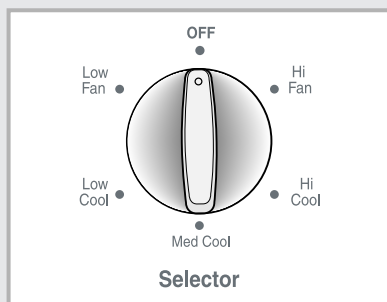 OFF
Low
Fan
Hi
Fan
Low
Cool
Hi
Cool
Med Cool
Selector